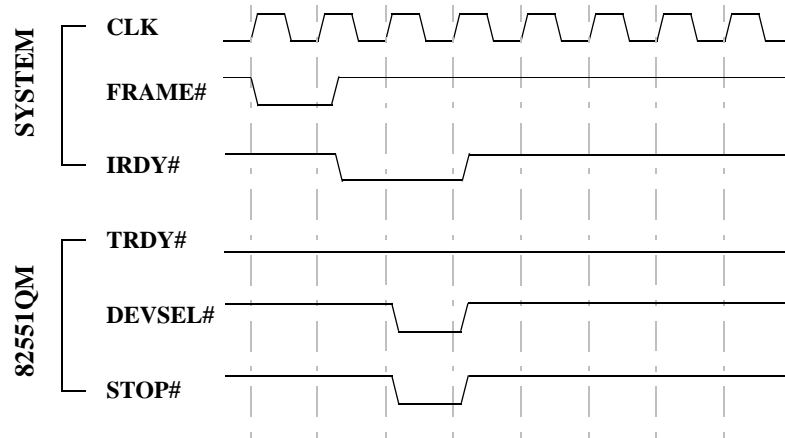 SYSTEM
CLK
FRAME#
IRDY#
82551QM
TRDY#
DEVSEL#
STOP#